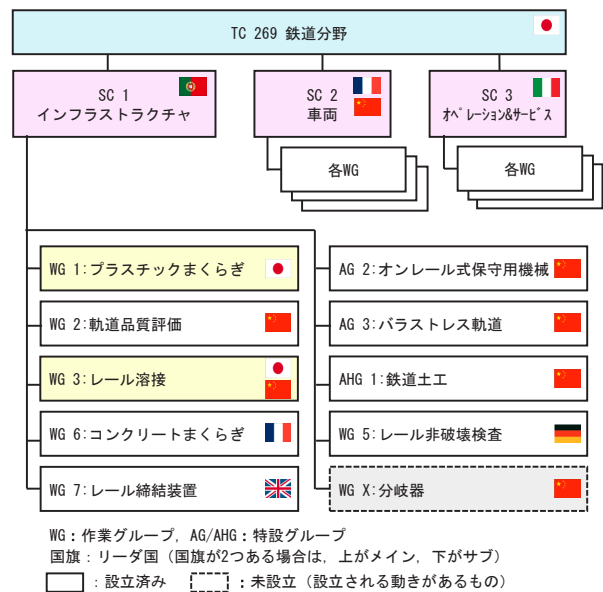 TC 269 鉄道分野
SC 1
インフラストラクチャ
SC 2
車両
SC 3
オペレーション&サービス
各WG
各WG
WG 1:プラスチックまくらぎ
AG 2:オンレール式保守用機械
WG 2:軌道品質評価
AG 3:バラストレス軌道
WG 3:レール溶接
AHG 1:鉄道土工
WG 6:コンクリートまくらぎ
WG 5:レール非破壊検査
WG 7:レール締結装置
WG X:分岐器
WG:作業グループ, AG/AHG:特設グループ
国旗:リーダ国(国旗が2つある場合は, 上がメイン, 下がサブ)
:設立済み :未設立(設立される動きがあるもの)